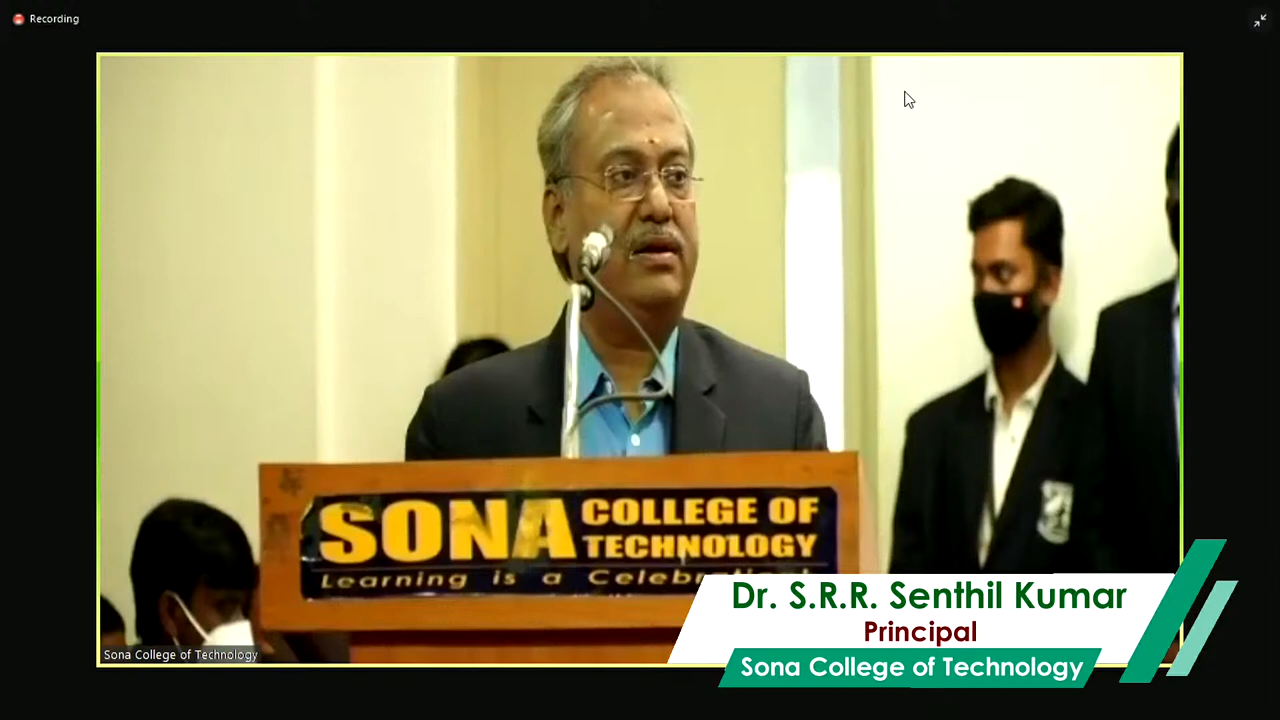 Recording
SONA COLLEGE OF
TECHNOLOGY
Learning is a Celebration!
Dr. S.R.R. Senthil Kumar
Principal
Sona College of Technology
Sona College of Technology